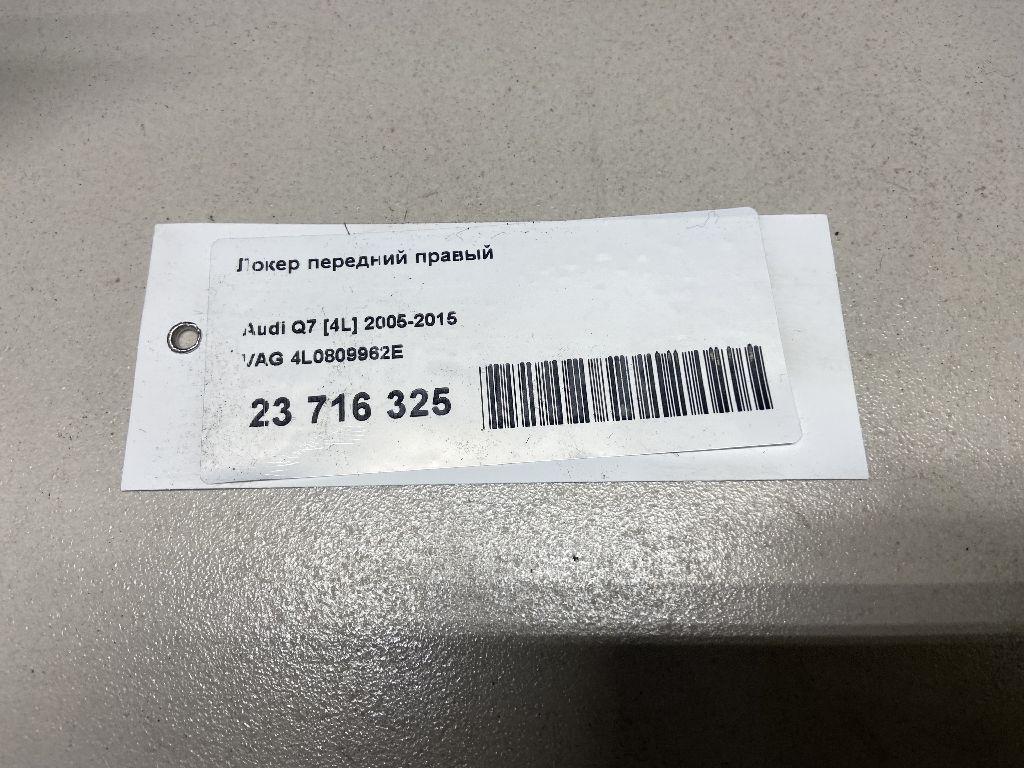 Локер передний правый
Audi Q7 [4L] 2005-2015
VAG 4L0809962E
23 716 325